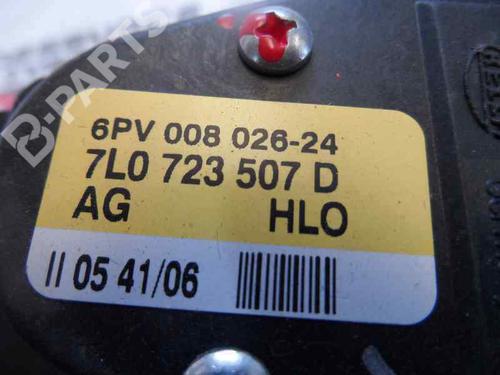 B-PARTS
6PV 008 026-24
7L0 723 507 D
AG HLO
II 05 41/06